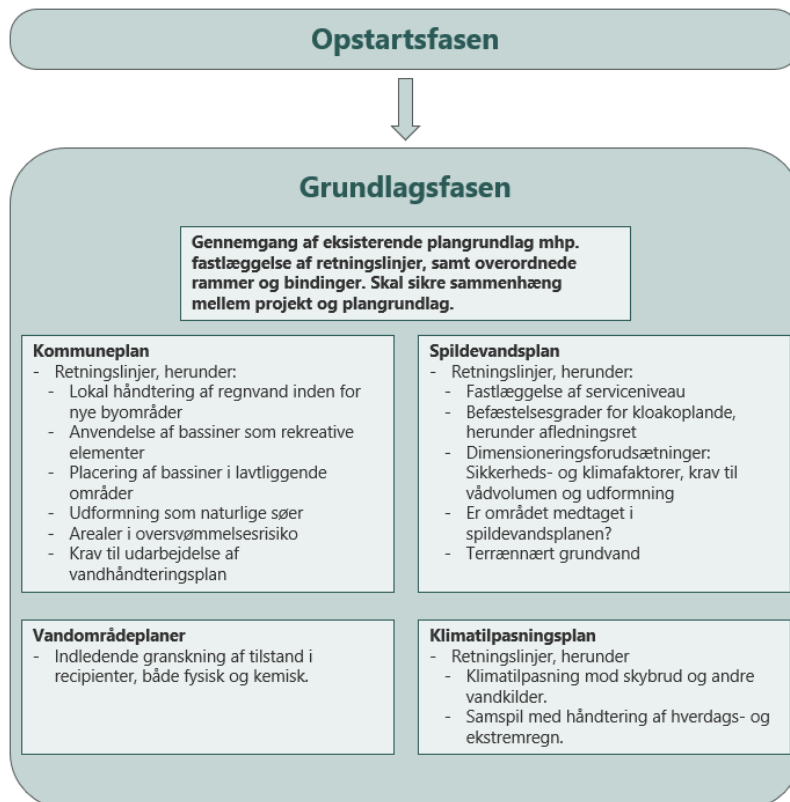 Opstartsfasen
Grundlagsfasen
Gennemgang af eksisterende plangrundlag mhp.
fastlæggelse af retningslinjer, samt overordnede
rammer og bindinger. Skal sikre sammenhæng
mellem projekt og plangrundlag.
Kommuneplan
- Retningslinjer, herunder:
- Lokal håndtering af regnvand inden for
nye byområder
- Anvendelse af bassiner som rekreative
elementer
- Placering af bassiner i lavtliggende
områder
- Udformning som naturlige søer
- Arealer i oversvømmelsesrisiko
- Krav til udarbejdelse af
vandhåndteringsplan
Spildevandsplan
- Retningslinjer, herunder:
- Fastlæggelse af serviceniveau
- Befæstelsesgrader for kloakoplande,
herunder afledningsret
- Dimensioneringsforudsætninger:
Sikkerheds- og klimafaktorer, krav til
vådvolumen og udformning
- Er området medtaget i
spildevandsplanen?
- Terrænnært grundvand
Vandområdeplaner
- Indledende granskning af tilstand i
recipienter, både fysisk og kemisk.
Klimatilpasningsplan
- Retningslinjer, herunder
- Klimatilpasning mod skybrud og andre
vandkilder.
- Samspil med håndtering af hverdags- og
ekstremregn.